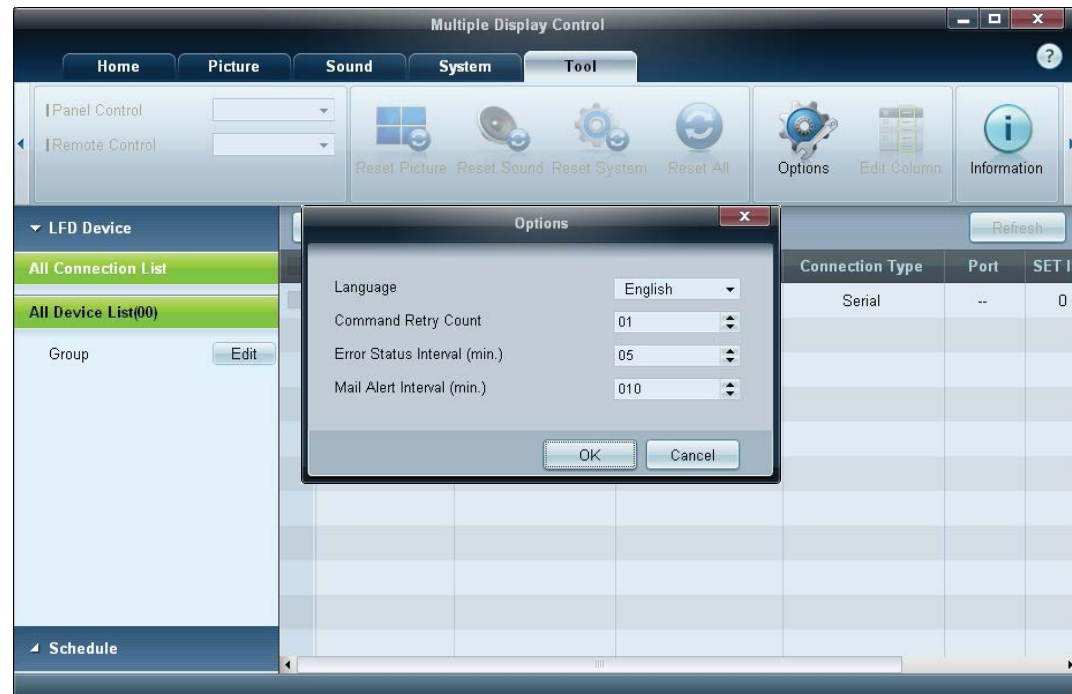 Multiple Display Control
Home Picture Sound System Tool
?
Panel Control
Remote Control
Reset Picture Reset Sound Reset System Reset All Options Edit Column Information
LFD Device
Refresh
All Connection List
Connection Type Port SET I
All Device List(00)
Serial -- 0
Group Edit
Options
Language English
Command Retry Count 01
Error Status Interval (min.) 05
Mail Alert Interval (min.) 010
OK Cancel
Schedule